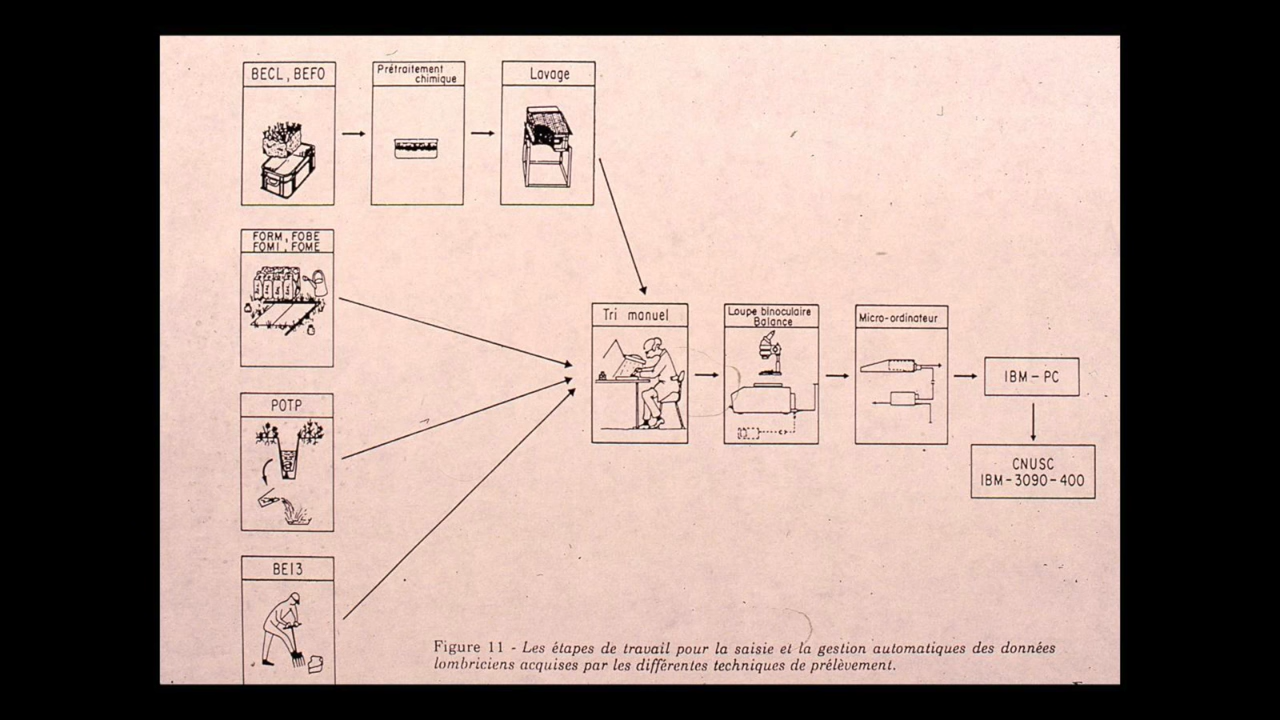 BECL, BEFO
Prétraitement
chimique
Lavage
FORM, FOBE
FOMI, FOME
Tri manuel
Loupe binoculaire
Balance
Micro-ordinateur
IBM-PC
POTP
CNUSC
IBM-3090-400
BE13
Figure 11 - Les étapes de travail pour la saisie et la gestion automatiques des données
lombriciens acquises par les différentes techniques de prélèvement.